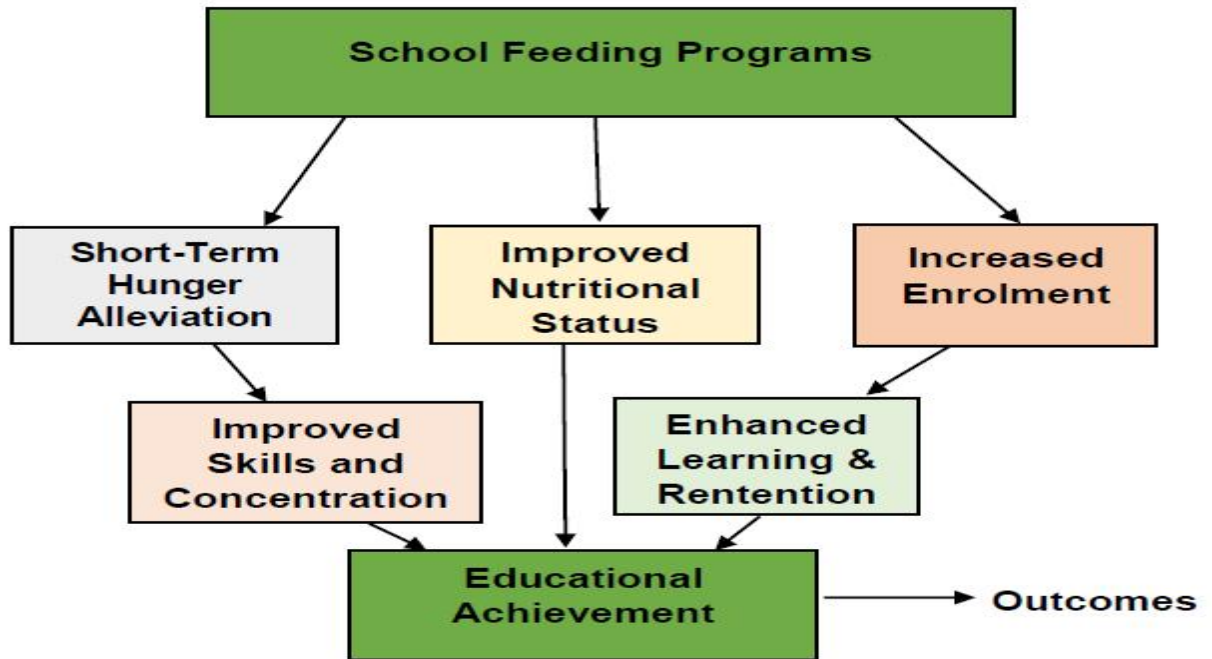 School Feeding Programs
Short-Term
Hunger
Alleviation
Improved
Nutritional
Status
Increased
Enrolment
Improved
Skills and
Concentration
Enhanced
Learning &
Rentention
Educational
Achievement
Outcomes